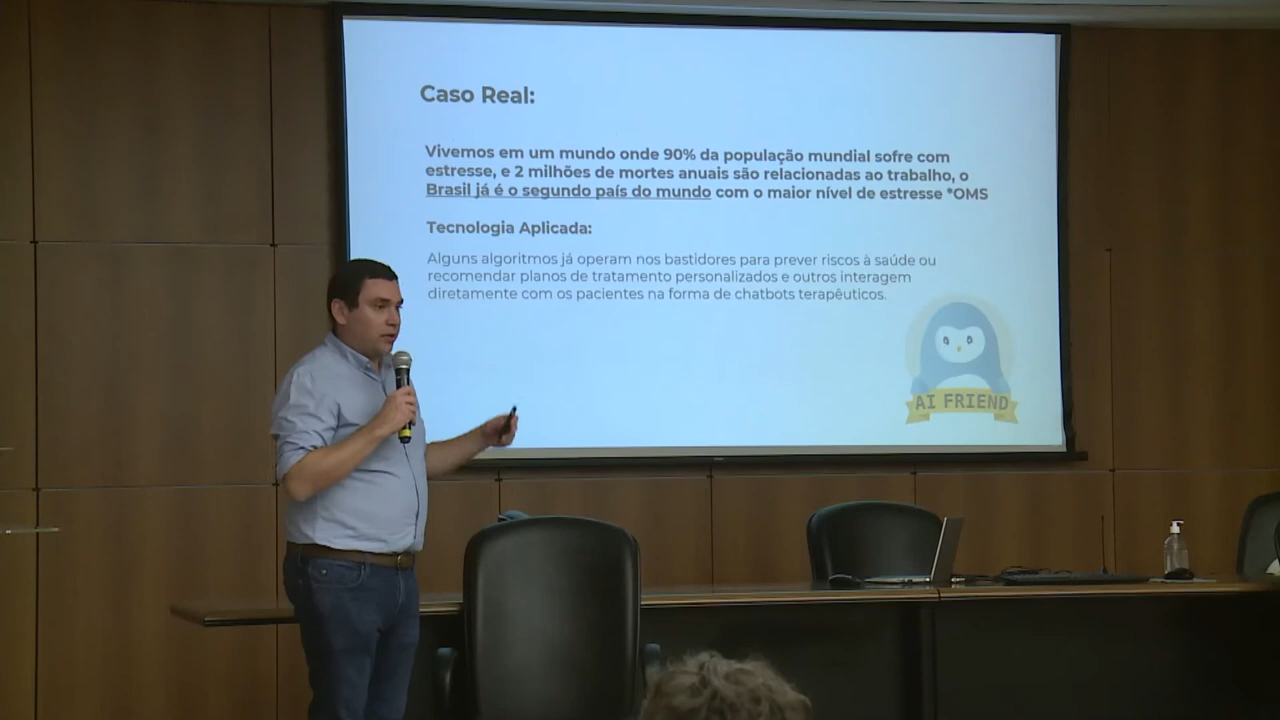 Caso Real:
Vivemos em um mundo onde 90% da população mundial sofre com
estresse, e 2 milhões de mortes anuais são relacionadas ao trabalho, o
Brasil já é o segundo país do mundo com o maior nível de estresse *OMS
Tecnologia Aplicada:
Alguns algoritmos já operam nos bastidores para prever riscos à saúde ou
recomendar planos de tratamento personalizados e outros interagem
diretamente com os pacientes na forma de chatbots terapêuticos.
AI FRIEND